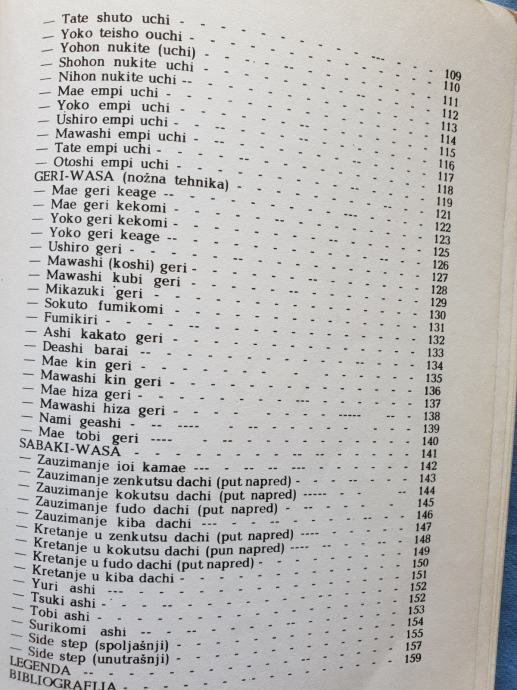 — Tate shuto uchi - 109
— Yoko teisho ouchi - 110
— Yohon nukite (uchi) - 111
— Shohon nukite uchi - 112
— Nihon nukite uchi -- 113
— Mae empi uchi - 114
— Yoko empi uchi - 115
— Ushiro empi uchi - 116
— Mawashi empi uchi - 117
— Tate empi uchi - 118
— Otoshi empi uchi - 119
GERI-WASA (nožna tehnika) - 121
— Mae geri keage - 122
— Mae geri kekomi - 123
— Yoko geri kekomi - 125
— Yoko geri keage -- 126
— Ushiro geri - 127
— Mawashi (koshi) geri - 128
— Mawashi kubi geri - 129
— Mikazuki geri - 130
— Sokuto fumikomi - 131
— Fumikiri - 132
— Ashi kakato geri - 133
— Deashi barai -- 134
— Mae kin geri - 135
— Mawashi kin geri - 136
— Mae hiza geri - 137
— Mawashi hiza geri - 138
— Nami geashi - 139
— Mae tobi geri ---- 140
SABAKI-WASA - 141
— Zauzimanje ioi kamae --- 142
— Zauzimanje zenkutsu dachi (put napred) - 143
— Zauzimanje kokutsu dachi (put napred) ----- 144
— Zauzimanje fudo dachi (put napred) - 145
— Zauzimanje kiba dachi --- 146
— Kretanje u zenkutsu dachi (put napred) ---- 147
— Kretanje u kokutsu dachi (pun napred) ---- 148
— Kretanje u fudo dachi (put napred) - 149
— Kretanje u kiba dachi - 150
— Yuri ashi ---- 151
— Tsuki ashi - 152
— Tobi ashi - 152
— Surikomi ashi -- 153
— Side step (spoljašnji) 154
— Side step (unutrašnji) 155
LEGENDA -- 157
BIBLIOGRAFIJA - 159